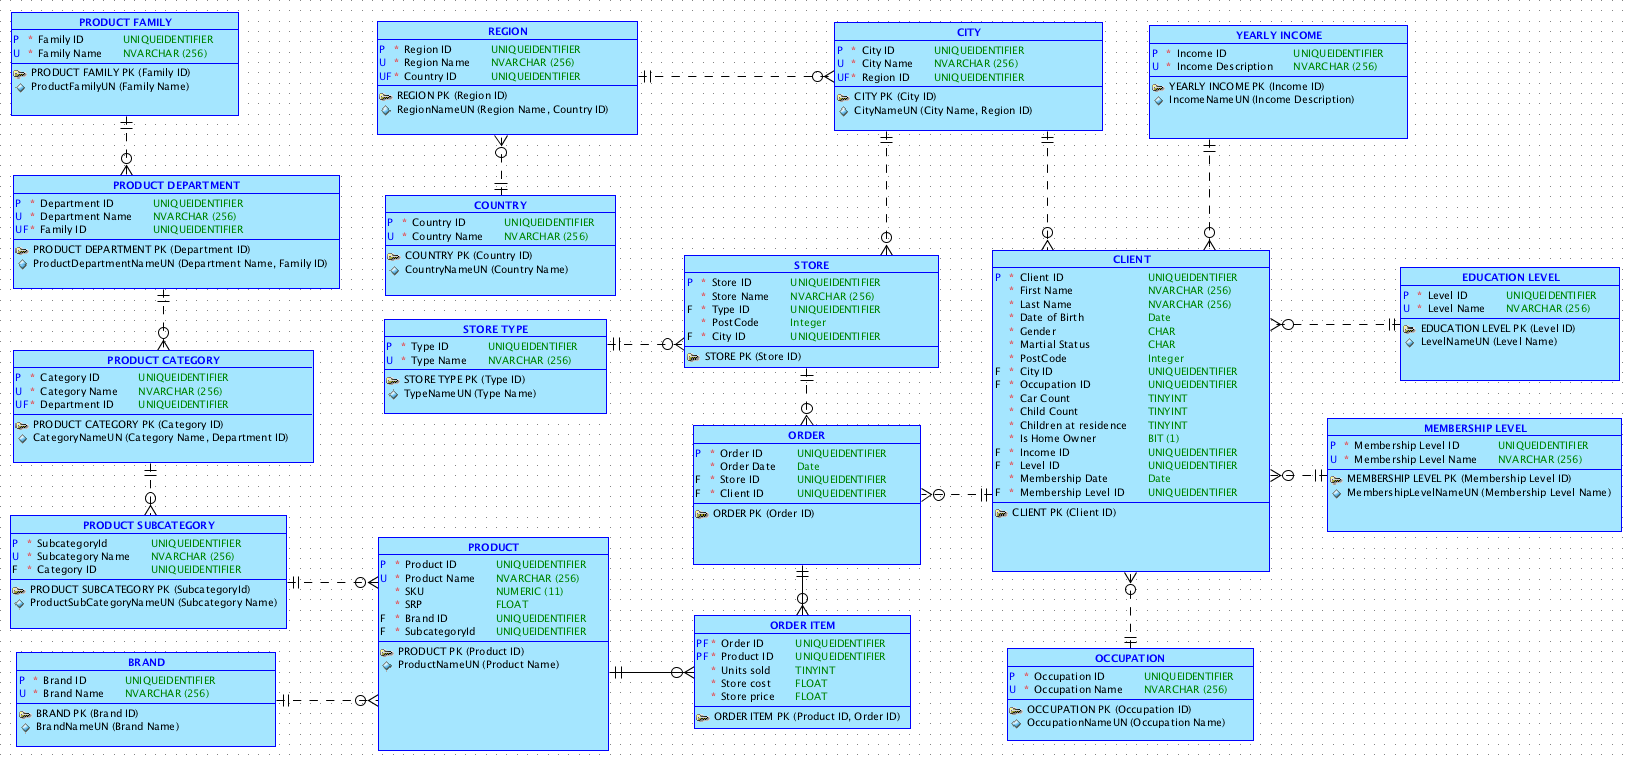 PRODUCT FAMILY
P * Family ID UNIQUEIDENTIFIER
U * Family Name NVARCHAR (256)
PRODUCT FAMILY PK (Family ID)
ProductFamilyUN (Family Name)
REGION
P * Region ID UNIQUEIDENTIFIER
U * Region Name NVARCHAR (256)
UF* Country ID UNIQUEIDENTIFIER
REGION PK (Region ID)
RegionNameUN (Region Name, Country ID)
CITY
P * City ID UNIQUEIDENTIFIER
U * City Name NVARCHAR (256)
UF* Region ID UNIQUEIDENTIFIER
CITY PK (City ID)
CityNameUN (City Name, Region ID)
YEARLY INCOME
P * Income ID UNIQUEIDENTIFIER
U * Income Description NVARCHAR (256)
YEARLY INCOME PK (Income ID)
IncomeNameUN (Income Description)
PRODUCT DEPARTMENT
P * Department ID UNIQUEIDENTIFIER
U * Department Name NVARCHAR (256)
UF* Family ID UNIQUEIDENTIFIER
PRODUCT DEPARTMENT PK (Department ID)
ProductDepartmentNameUN (Department Name, Family ID)
COUNTRY
P * Country ID UNIQUEIDENTIFIER
U * Country Name NVARCHAR (256)
COUNTRY PK (Country ID)
CountryNameUN (Country Name)
STORE
P * Store ID UNIQUEIDENTIFIER
* Store Name NVARCHAR (256)
F * Type ID UNIQUEIDENTIFIER
* PostCode Integer
F * City ID UNIQUEIDENTIFIER
STORE PK (Store ID)
CLIENT
P * Client ID UNIQUEIDENTIFIER
* First Name NVARCHAR (256)
* Last Name NVARCHAR (256)
* Date of Birth Date
* Gender CHAR
* Martial Status CHAR
* PostCode Integer
F * City ID UNIQUEIDENTIFIER
F * Occupation ID UNIQUEIDENTIFIER
* Car Count TINYINT
* Child Count TINYINT
* Children at residence TINYINT
* Is Home Owner BIT (1)
F * Income ID UNIQUEIDENTIFIER
F * Level ID UNIQUEIDENTIFIER
* Membership Date Date
F * Membership Level ID UNIQUEIDENTIFIER
CLIENT PK (Client ID)
EDUCATION LEVEL
P * Level ID UNIQUEIDENTIFIER
U * Level Name NVARCHAR (256)
EDUCATION LEVEL PK (Level ID)
LevelNameUN (Level Name)
STORE TYPE
P * Type ID UNIQUEIDENTIFIER
U * Type Name NVARCHAR (256)
STORE TYPE PK (Type ID)
TypeNameUN (Type Name)
PRODUCT CATEGORY
P * Category ID UNIQUEIDENTIFIER
U * Category Name NVARCHAR (256)
UF* Department ID UNIQUEIDENTIFIER
PRODUCT CATEGORY PK (Category ID)
CategoryNameUN (Category Name, Department ID)
ORDER
P * Order ID UNIQUEIDENTIFIER
* Order Date Date
F * Store ID UNIQUEIDENTIFIER
F * Client ID UNIQUEIDENTIFIER
ORDER PK (Order ID)
MEMBERSHIP LEVEL
P * Membership Level ID UNIQUEIDENTIFIER
U * Membership Level Name NVARCHAR (256)
MEMBERSHIP LEVEL PK (Membership Level ID)
MembershipLevelNameUN (Membership Level Name)
PRODUCT SUBCATEGORY
P * SubcategoryId UNIQUEIDENTIFIER
U * Subcategory Name NVARCHAR (256)
F * Category ID UNIQUEIDENTIFIER
PRODUCT SUBCATEGORY PK (SubcategoryId)
ProductSubCategoryNameUN (Subcategory Name)
PRODUCT
P * Product ID UNIQUEIDENTIFIER
U * Product Name NVARCHAR (256)
* SKU NUMERIC (11)
* SRP FLOAT
F * Brand ID UNIQUEIDENTIFIER
F * SubcategoryId UNIQUEIDENTIFIER
PRODUCT PK (Product ID)
ProductNameUN (Product Name)
ORDER ITEM
PF * Order ID UNIQUEIDENTIFIER
PF * Product ID UNIQUEIDENTIFIER
* Units sold TINYINT
* Store cost FLOAT
* Store price FLOAT
ORDER ITEM PK (Product ID, Order ID)
BRAND
P * Brand ID UNIQUEIDENTIFIER
U * Brand Name NVARCHAR (256)
BRAND PK (Brand ID)
BrandNameUN (Brand Name)
OCCUPATION
P * Occupation ID UNIQUEIDENTIFIER
U * Occupation Name NVARCHAR (256)
OCCUPATION PK (Occupation ID)
OccupationNameUN (Occupation Name)